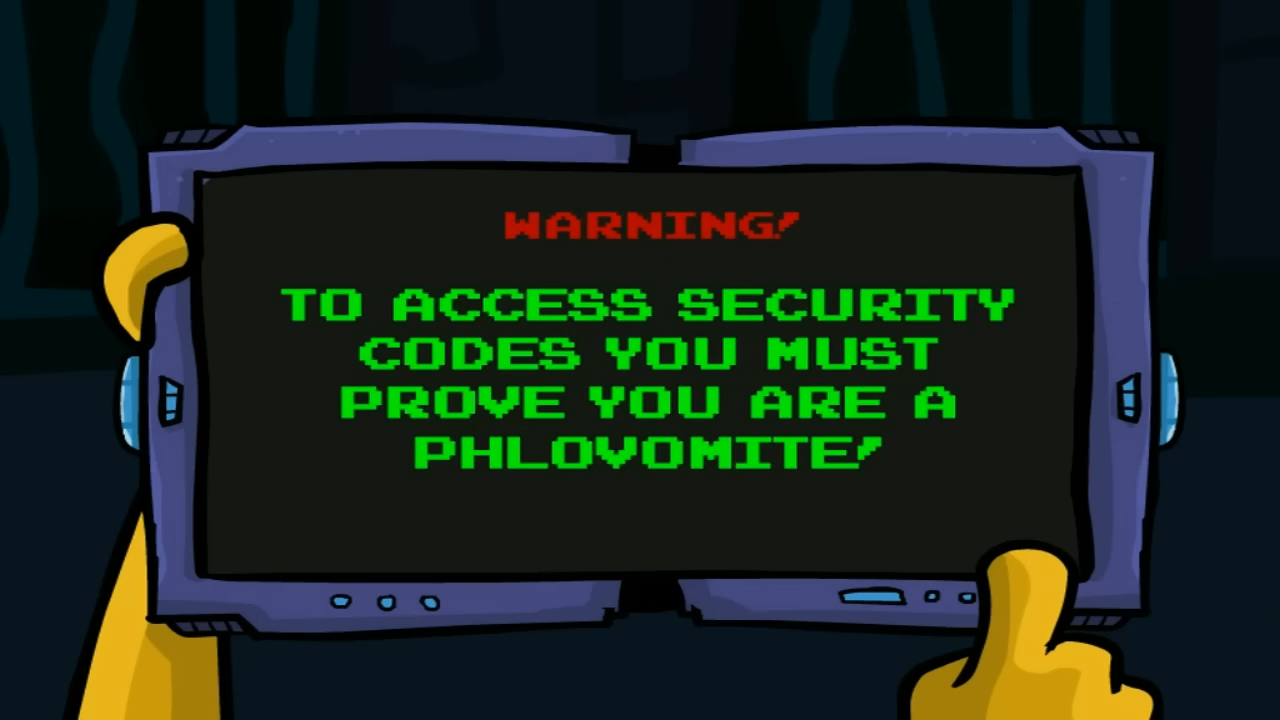 WARNING!
TO ACCESS SECURITY
CODES YOU MUST
PROVE YOU ARE A
PHLOVOMITE!